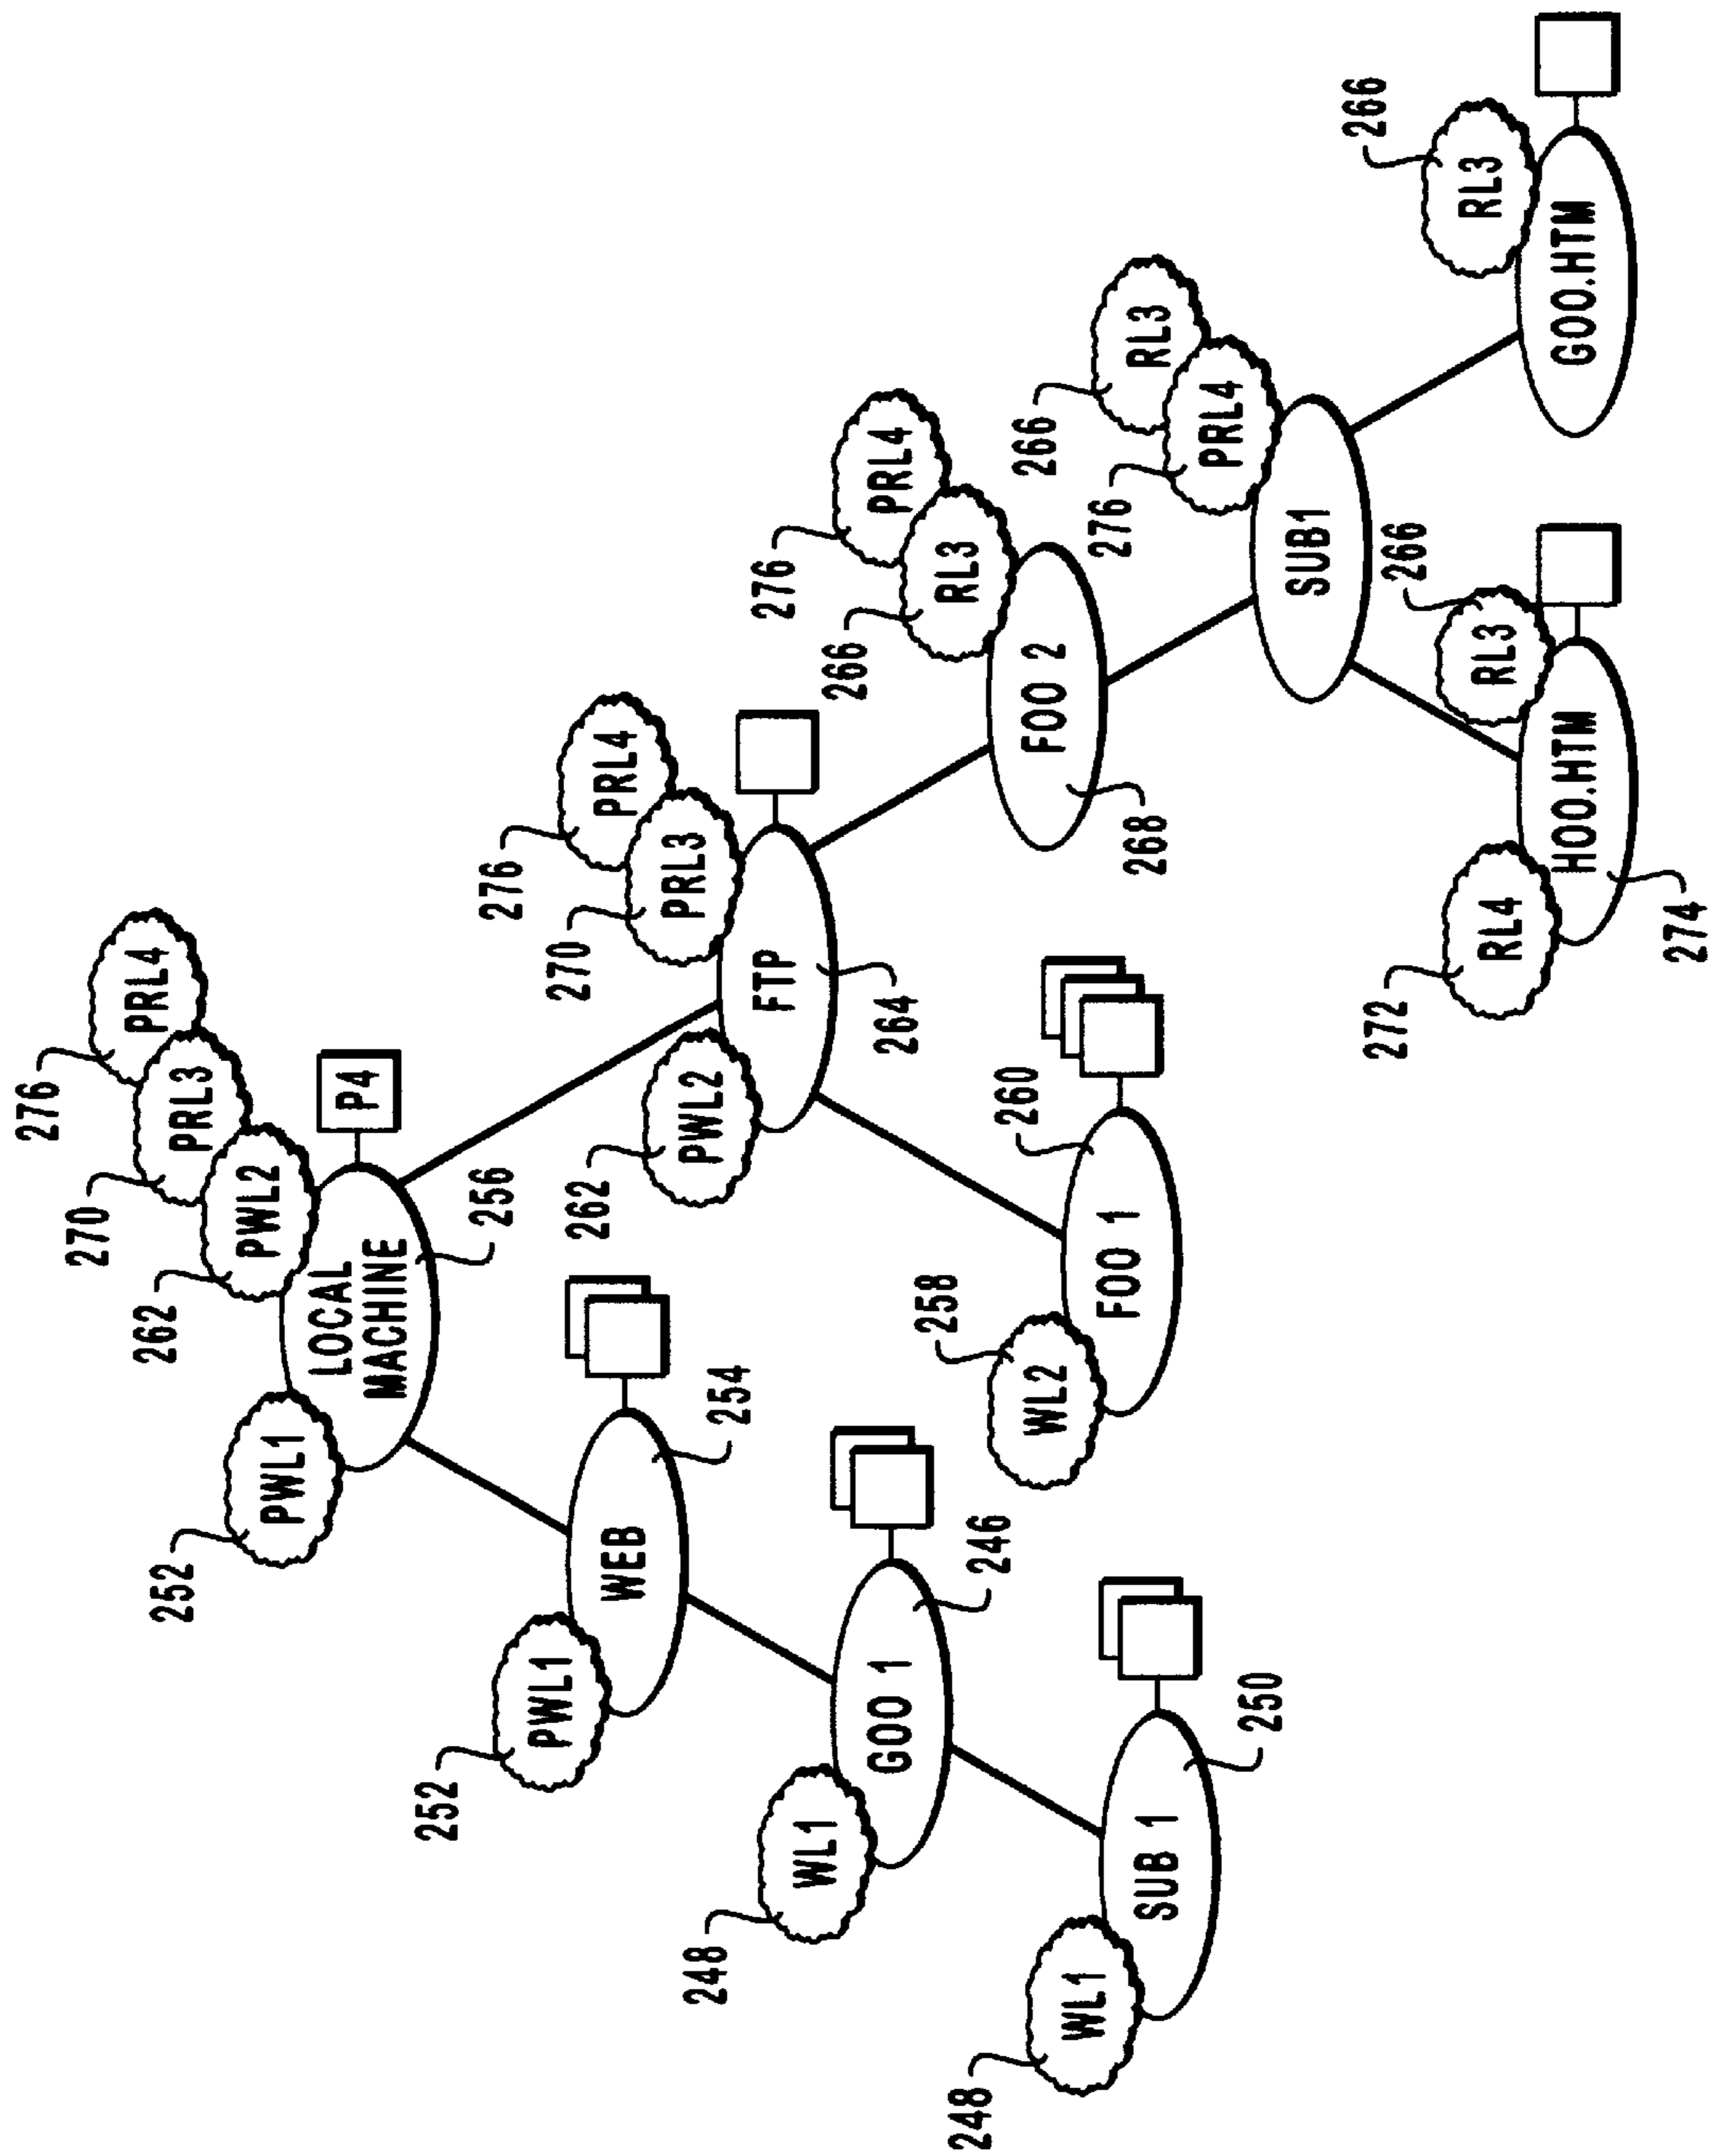 276
PRL4
270
PRL3
262
PWL2
252
PWL1
LOCAL
MACHINE
P4
256
276
PRL4
270
PRL3
262
PWL2
FTP
264
252
PWL1
WEB
254
276
PRL4
266
RL3
FOO 2
268
248
WL1
GOO 1
246
258
WL2
FOO 1
260
266
RL3
276
PRL4
SUB1
248
WL1
SUB 1
250
272
RL4
266
RL3
HOO.HTM
274
266
RL3
GOO.HTM